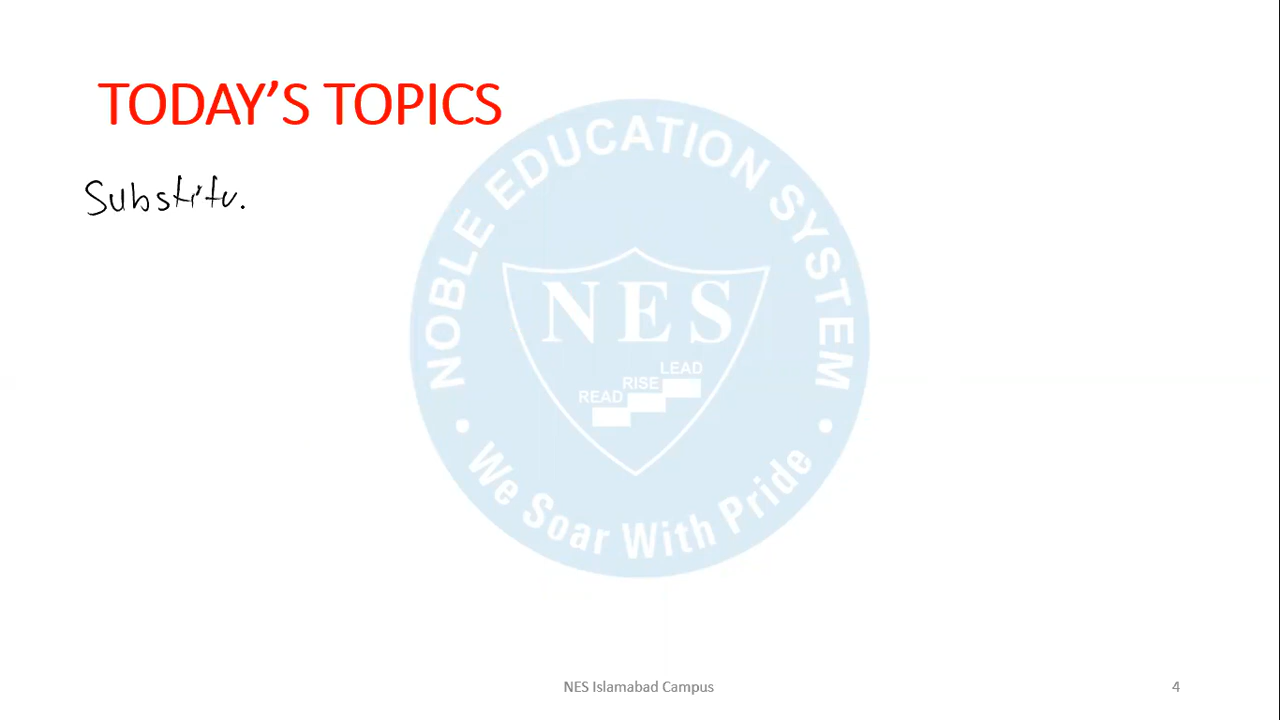 TODAY'S TOPICS
Substitu.
NOBLE EDUCATION SYSTEM
NES
LEAD
RISE
READ
• We Soar With Pride •
NES Islamabad Campus
4